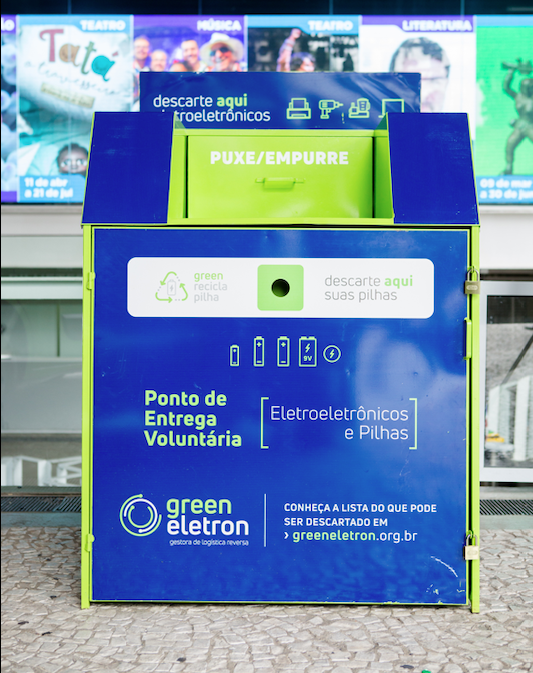 TEATRO
MÚSICA
TEATRO
LITERATURA
Tata
11 de abr
a 21 de jul
descarte aqui
troeletrônicos
PUXE/EMPURRE
green
recicla
pilha
descarte aqui
suas pilhas
9V
Ponto de
Entrega
Voluntária
Eletroeletrônicos
e Pilhas
green
eletron
gestora de logística reversa
CONHEÇA A LISTA DO QUE PODE
SER DESCARTADO EM
› greeneletron.org.br